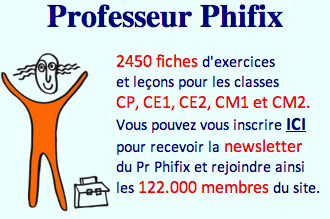 Professeur Phifix
2450 fiches d'exercices
et leçons pour les classes
CP, CE1, CE2, CM1 et CM2.
Vous pouvez vous inscrire ICI
pour recevoir la newsletter
du Pr Phifix et rejoindre ainsi
les 122.000 membres du site.